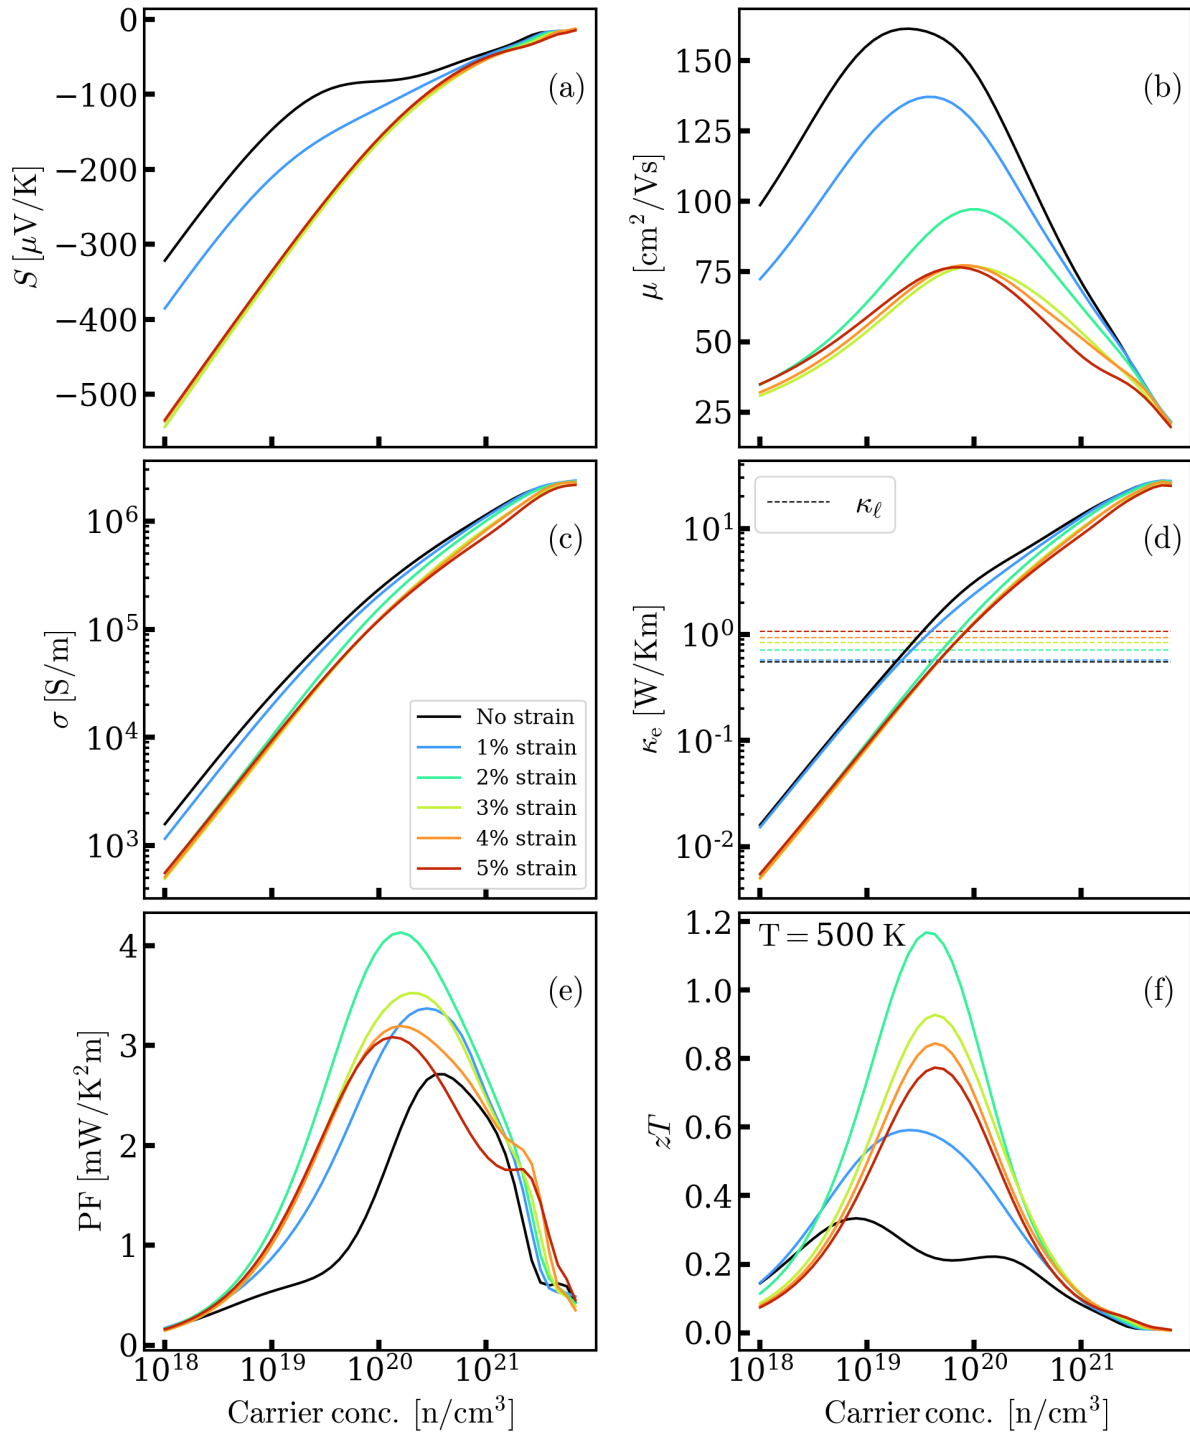 0
−100
−200
−300
−400
−500
S [μV/K]
(a)
150
125
100
75
50
25
μ [cm²/Vs]
(b)
10⁶
10⁵
10⁴
10³
σ [S/m]
(c)
No strain
1% strain
2% strain
3% strain
4% strain
5% strain
10¹
10⁰
10⁻¹
10⁻²
κₑ [W/Km]
κ_ℓ
(d)
4
3
2
1
0
PF [mW/K²m]
(e)
10¹⁸ 10¹⁹ 10²⁰ 10²¹
Carrier conc. [n/cm³]
1.2
1.0
0.8
0.6
0.4
0.2
0.0
zT
T = 500 K
(f)
10¹⁸ 10¹⁹ 10²⁰ 10²¹
Carrier conc. [n/cm³]